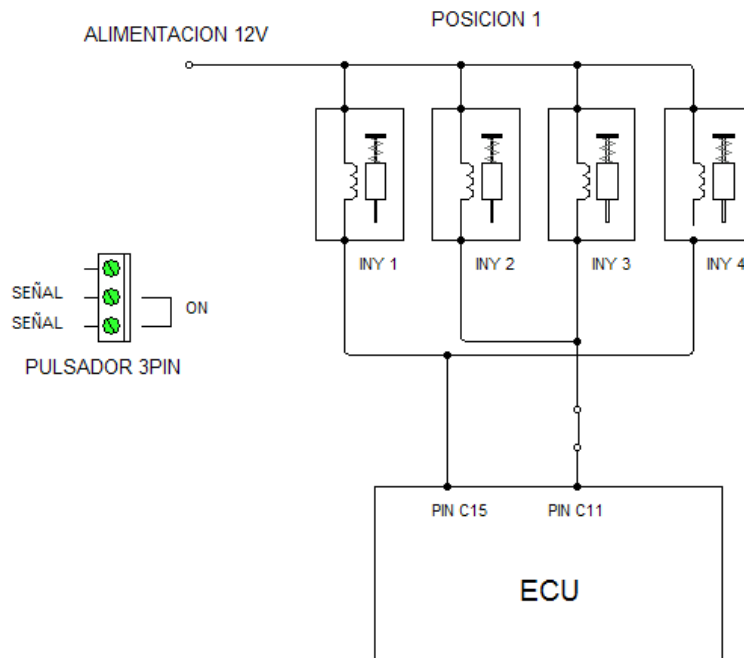 POSICION 1
ALIMENTACION 12V
INY 1
INY 2
INY 3
INY 4
SEÑAL
SEÑAL
ON
PULSADOR 3PIN
PIN C15
PIN C11
ECU